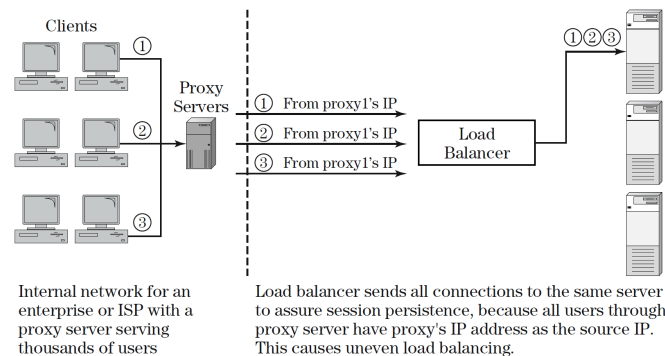 Clients
①
②
③
Proxy
Servers
① From proxy1's IP
② From proxy1's IP
③ From proxy1's IP
Load
Balancer
①②③
Internal network for an
enterprise or ISP with a
proxy server serving
thousands of users
Load balancer sends all connections to the same server
to assure session persistence, because all users through
proxy server have proxy's IP address as the source IP.
This causes uneven load balancing.